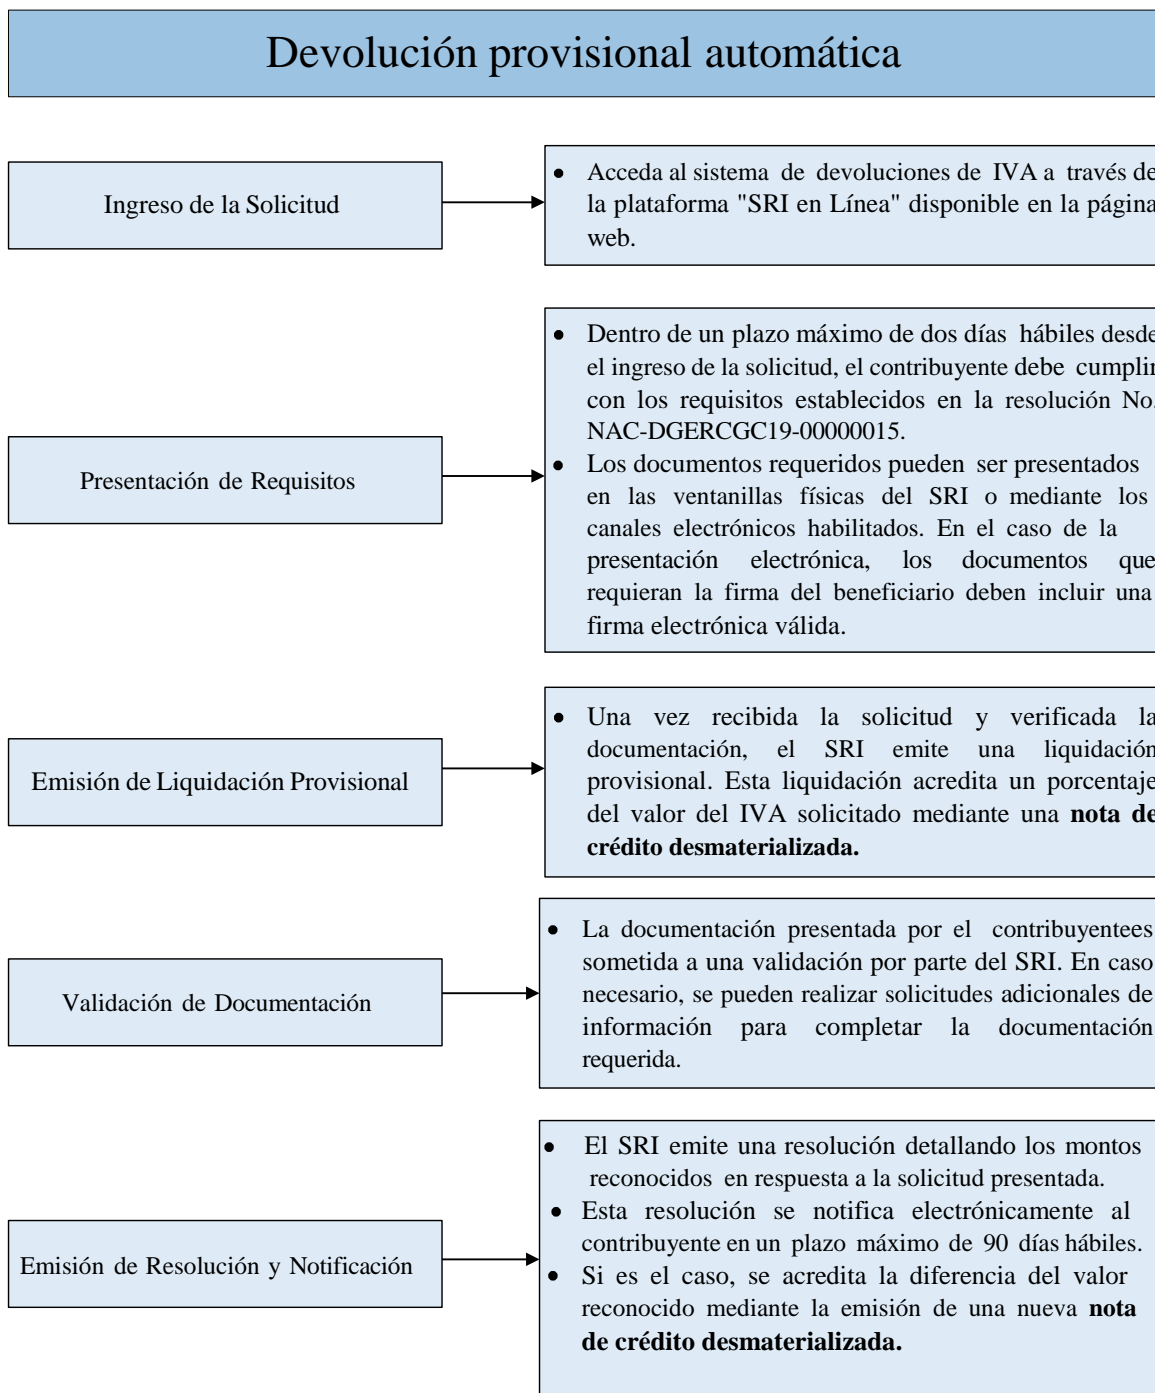 Devolución provisional automática
Ingreso de la Solicitud
• Acceda al sistema de devoluciones de IVA a través de
la plataforma "SRI en Línea" disponible en la página
web.
Presentación de Requisitos
• Dentro de un plazo máximo de dos días hábiles desde
el ingreso de la solicitud, el contribuyente debe cumplir
con los requisitos establecidos en la resolución No.
NAC-DGERCGC19-00000015.
• Los documentos requeridos pueden ser presentados
en las ventanillas físicas del SRI o mediante los
canales electrónicos habilitados. En el caso de la
presentación electrónica, los documentos que
requieran la firma del beneficiario deben incluir una
firma electrónica válida.
Emisión de Liquidación Provisional
• Una vez recibida la solicitud y verificada la
documentación, el SRI emite una liquidación
provisional. Esta liquidación acredita un porcentaje
del valor del IVA solicitado mediante una nota de
crédito desmaterializada.
Validación de Documentación
• La documentación presentada por el contribuyentees
sometida a una validación por parte del SRI. En caso
necesario, se pueden realizar solicitudes adicionales de
información para completar la documentación
requerida.
Emisión de Resolución y Notificación
• El SRI emite una resolución detallando los montos
reconocidos en respuesta a la solicitud presentada.
• Esta resolución se notifica electrónicamente al
contribuyente en un plazo máximo de 90 días hábiles.
• Si es el caso, se acredita la diferencia del valor
reconocido mediante la emisión de una nueva nota
de crédito desmaterializada.